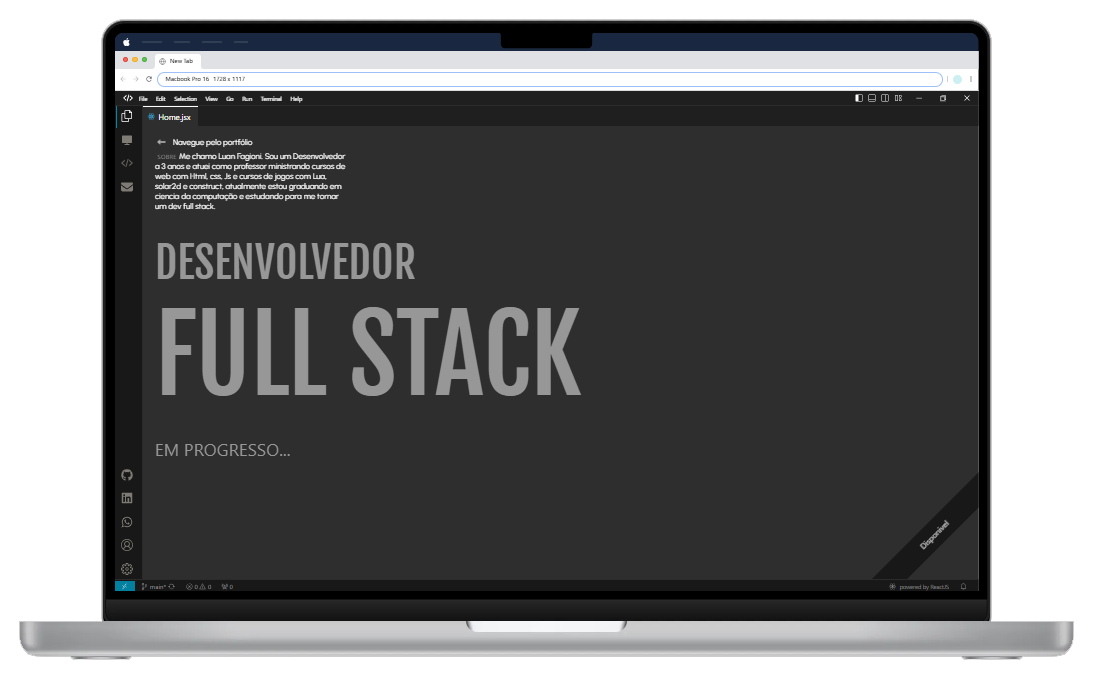 New Tab
Macbook Pro 16 1728 x 1117
File Edit Selection View Go Run Terminal Help
Home.jsx
Navegue pelo portfólio
SOBRE Me chamo Luan Fagioni. Sou um Desenvolvedor
a 3 anos e atuei como professor ministrando cursos de
web com Html, css, Js e cursos de jogos com Lua,
solar2d e construct, atualmente estou graduando em
ciencia da computação e estudando para me tornar
um dev full stack.
DESENVOLVEDOR
FULL STACK
EM PROGRESSO...
Disponível
main* 0 0 0 powered by ReactJS